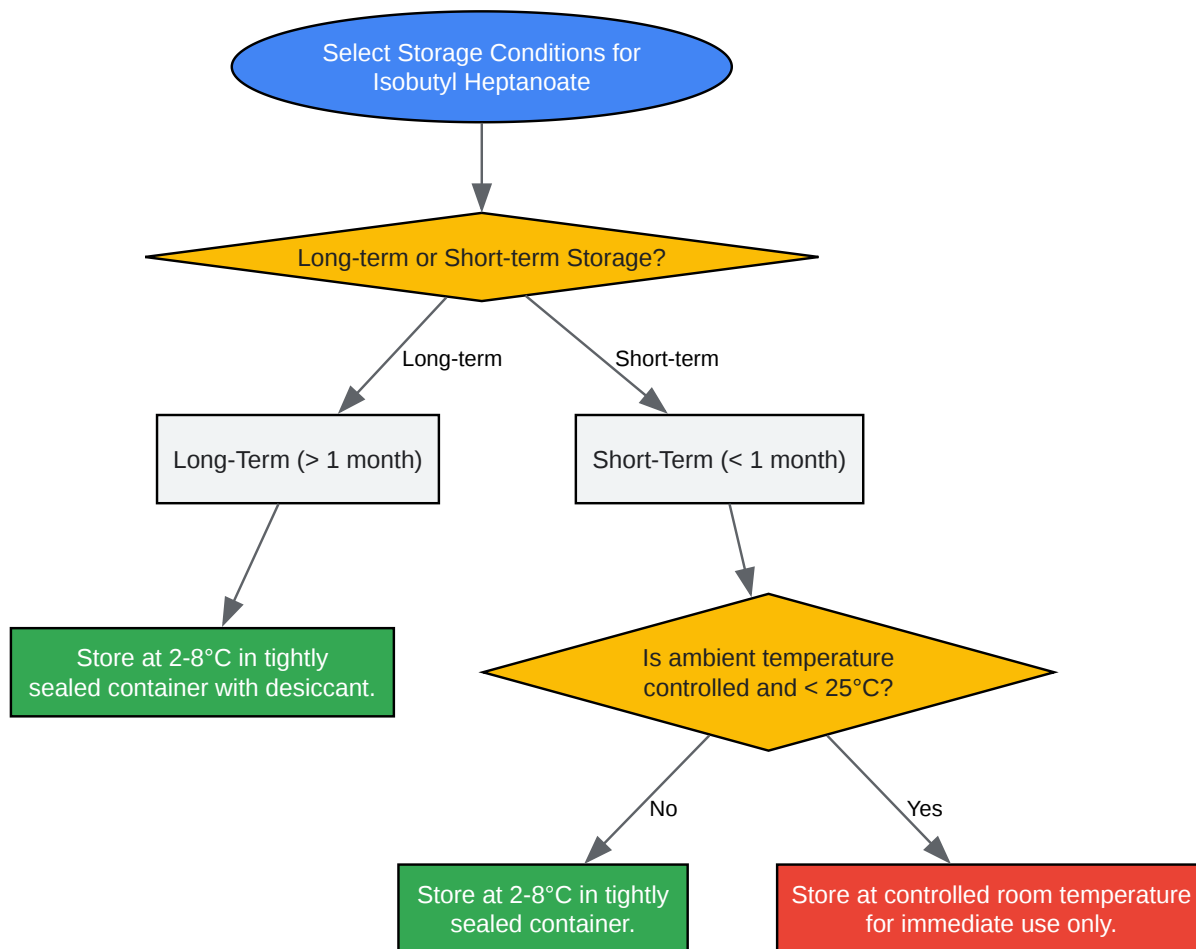 Select Storage Conditions for
Isobutyl Heptanoate
Long-term or Short-term Storage?
Long-term
Short-term
Long-Term (> 1 month)
Short-Term (< 1 month)
Store at 2-8°C in tightly
sealed container with desiccant.
Is ambient temperature
controlled and < 25°C?
No
Yes
Store at 2-8°C in tightly
sealed container.
Store at controlled room temperature
for immediate use only.